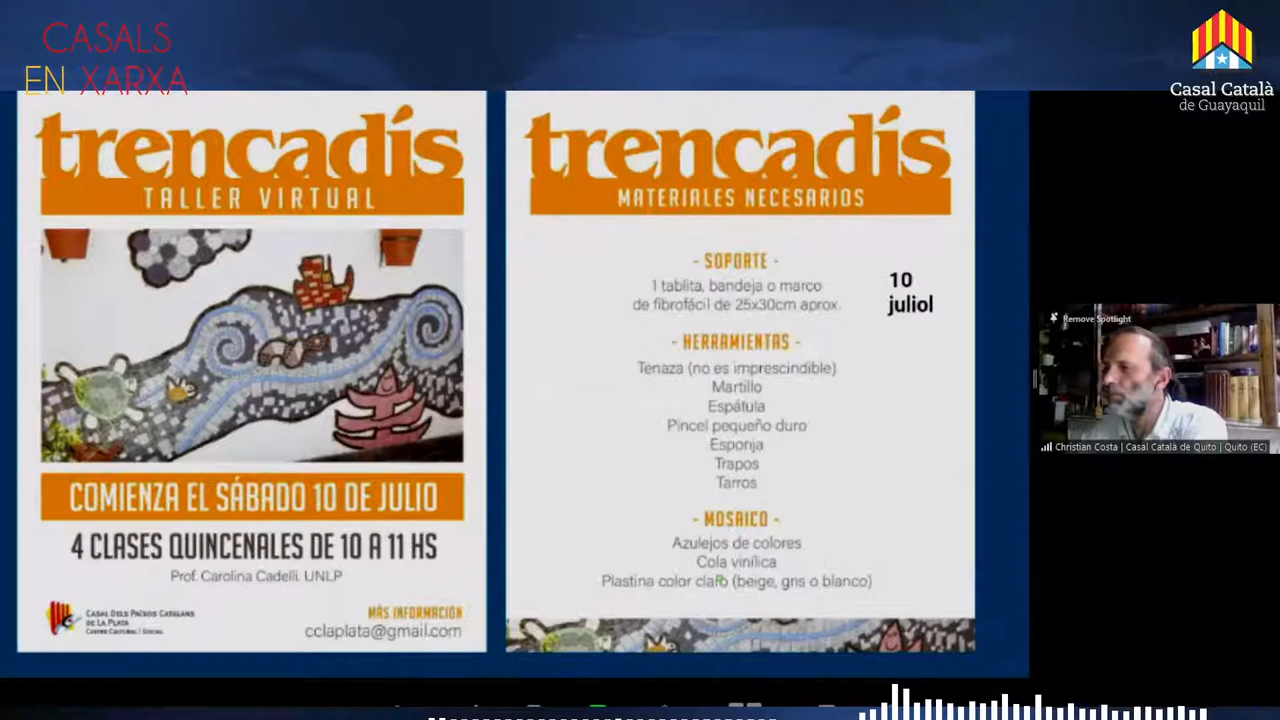 CASALS
EN XARXA
Casal Català
de Guayaquil
trencadís
TALLER VIRTUAL
COMIENZA EL SÁBADO 10 DE JULIO
4 CLASES QUINCENALES DE 10 A 11 HS
Prof. Carolina Cadelli. UNLP
CASAL DELS PAÏSOS CATALANS
DE LA PLATA
CENTRE CULTURAL I SOCIAL
MÁS INFORMACIÓN
cclaplata@gmail.com
trencadís
MATERIALES NECESARIOS
- SOPORTE -
1 tablita, bandeja o marco
de fibrofácil de 25x30cm aprox.
10
juliol
- HERRAMIENTAS -
Tenaza (no es imprescindible)
Martillo
Espátula
Pincel pequeño duro
Esponja
Trapos
Tarros
- MOSAICO -
Azulejos de colores
Cola vinílica
Plastina color claro (beige, gris o blanco)
Remove Spotlight
Christian Costa | Casal Català de Quito | Quito (EC)